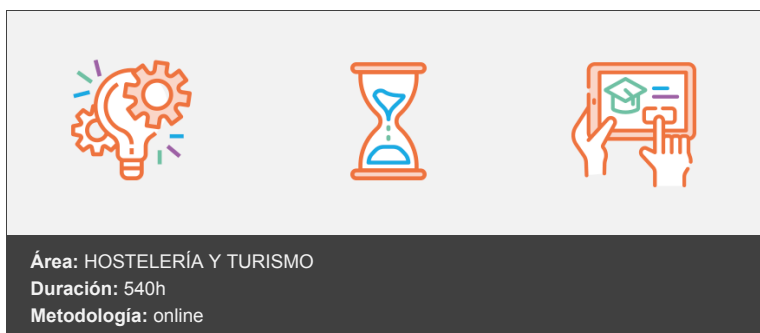 Área: HOSTELERÍA Y TURISMO
Duración: 540h
Metodología: online